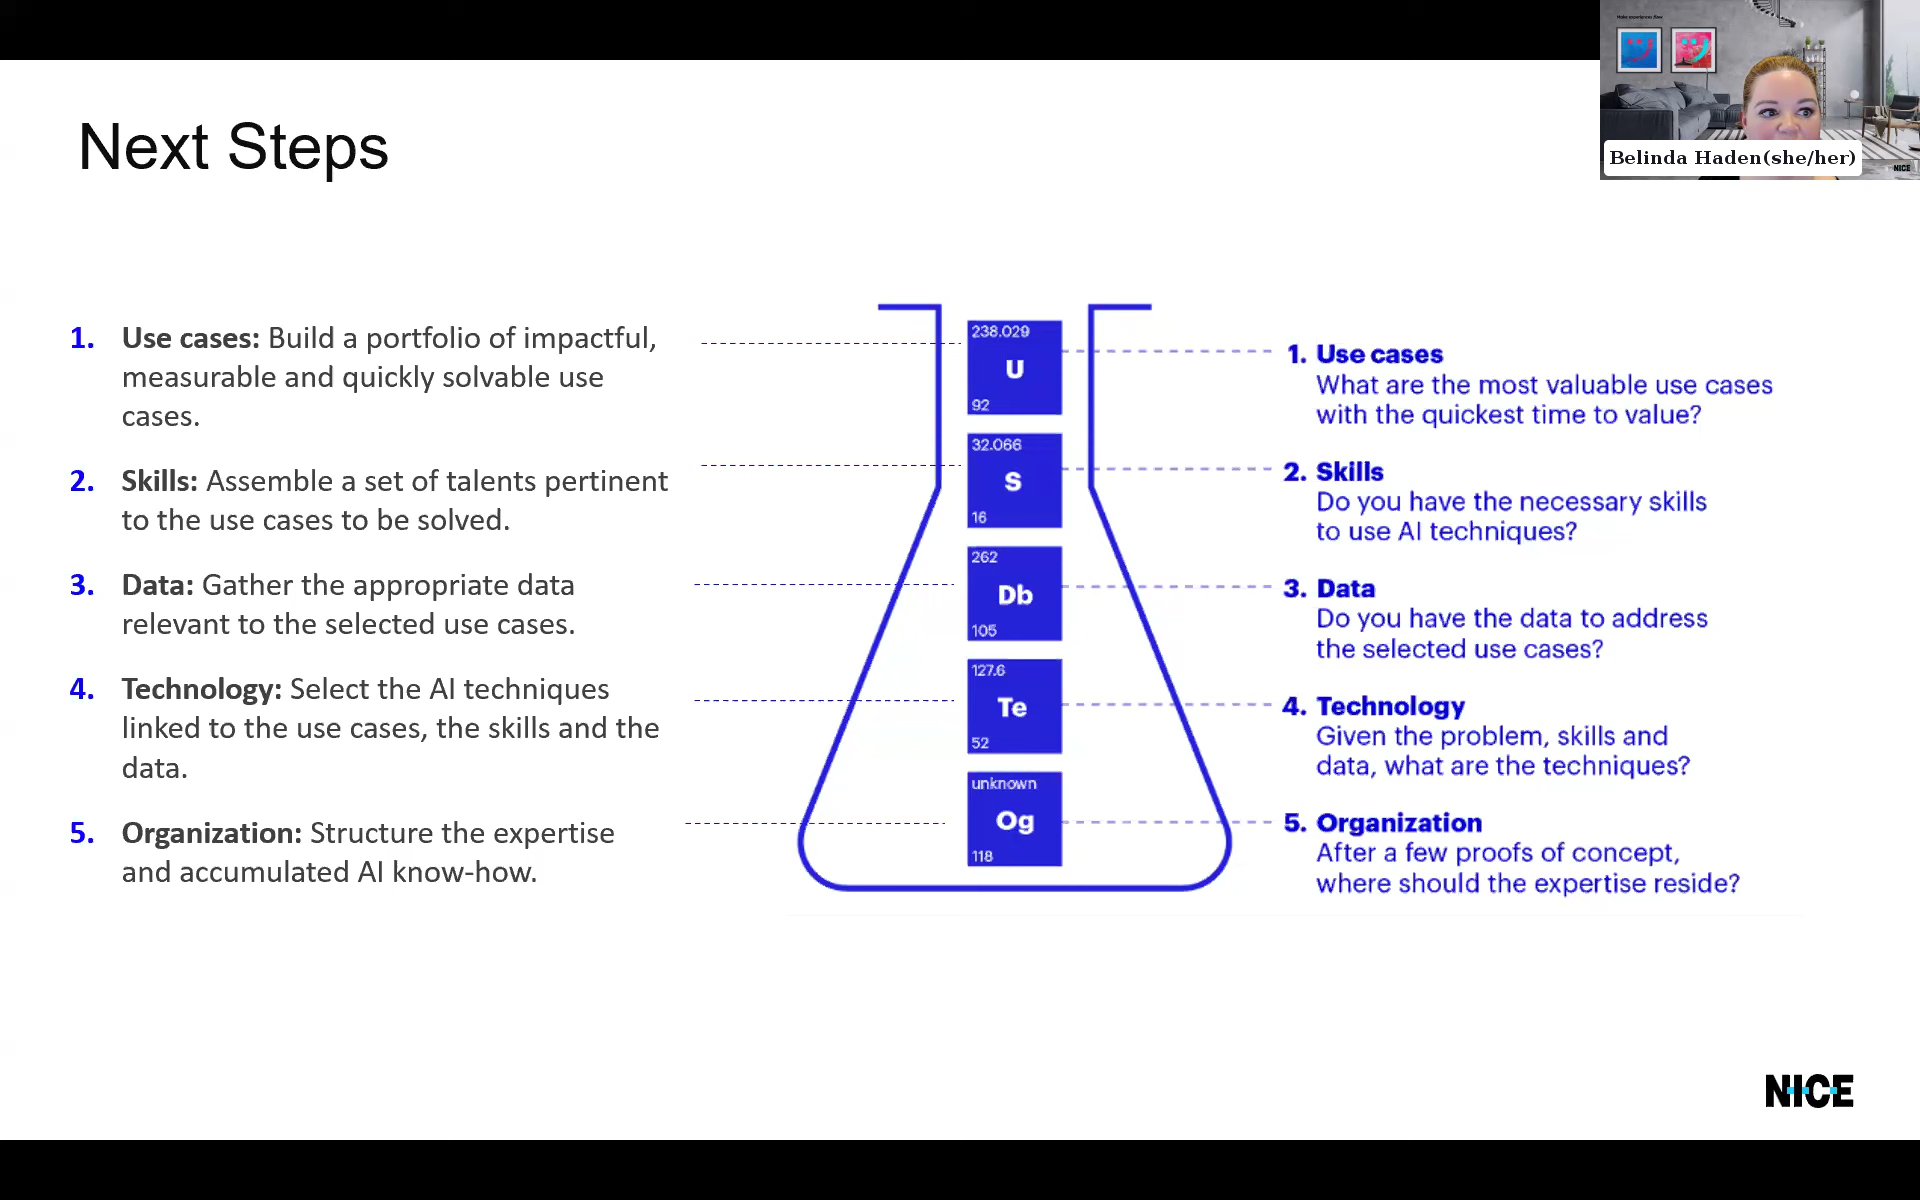 Make experiences flow
Belinda Haden(she/her)
NICE
Next Steps
1. Use cases: Build a portfolio of impactful,
measurable and quickly solvable use
cases.
2. Skills: Assemble a set of talents pertinent
to the use cases to be solved.
3. Data: Gather the appropriate data
relevant to the selected use cases.
4. Technology: Select the AI techniques
linked to the use cases, the skills and the
data.
5. Organization: Structure the expertise
and accumulated AI know-how.
238.029
U
92
32.066
S
16
262
Db
105
127.6
Te
52
unknown
Og
118
1. Use cases
What are the most valuable use cases
with the quickest time to value?
2. Skills
Do you have the necessary skills
to use AI techniques?
3. Data
Do you have the data to address
the selected use cases?
4. Technology
Given the problem, skills and
data, what are the techniques?
5. Organization
After a few proofs of concept,
where should the expertise reside?
NICE